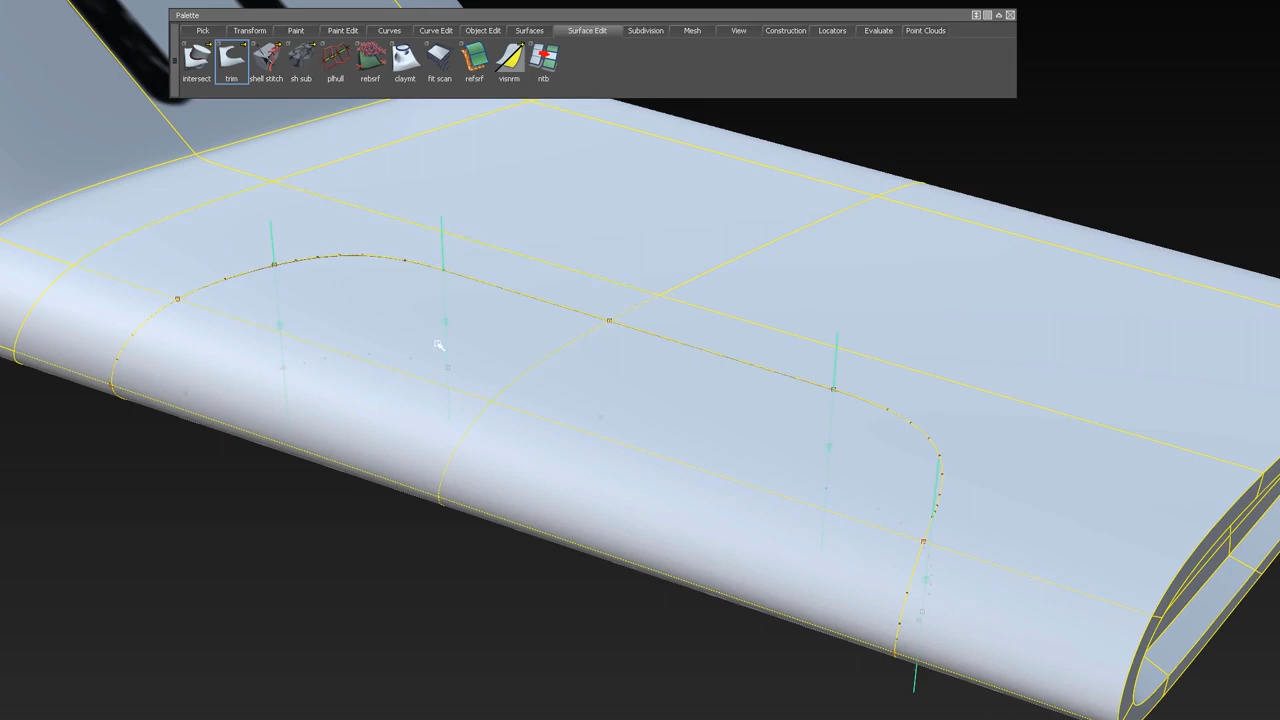 Palette
Pick Transform Paint Paint Edit Curves Curve Edit Object Edit Surfaces Surface Edit Subdivision Mesh View Construction Locators Evaluate Point Clouds
intersect trim shell stitch sh sub plhull rebsrf claymt fit scan refsrf visnrm ntb